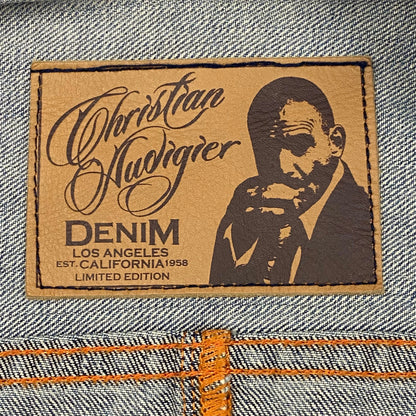 Christian
Audigier
DENIM
LOS ANGELES
EST. CALIFORNIA 1958
LIMITED EDITION